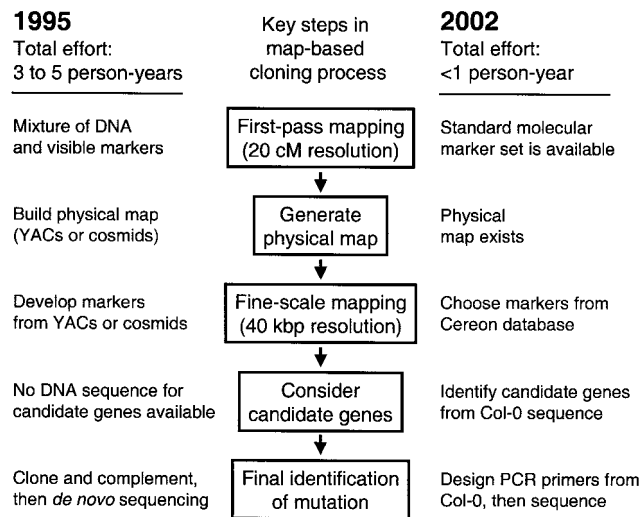 1995
Total effort:
3 to 5 person-years
Key steps in
map-based
cloning process
2002
Total effort:
<1 person-year
Mixture of DNA
and visible markers
First-pass mapping
(20 cM resolution)
Standard molecular
marker set is available
Build physical map
(YACs or cosmids)
Generate
physical map
Physical
map exists
Develop markers
from YACs or cosmids
Fine-scale mapping
(40 kbp resolution)
Choose markers from
Cereon database
No DNA sequence for
candidate genes available
Consider
candidate genes
Identify candidate genes
from Col-0 sequence
Clone and complement,
then de novo sequencing
Final identification
of mutation
Design PCR primers from
Col-0, then sequence